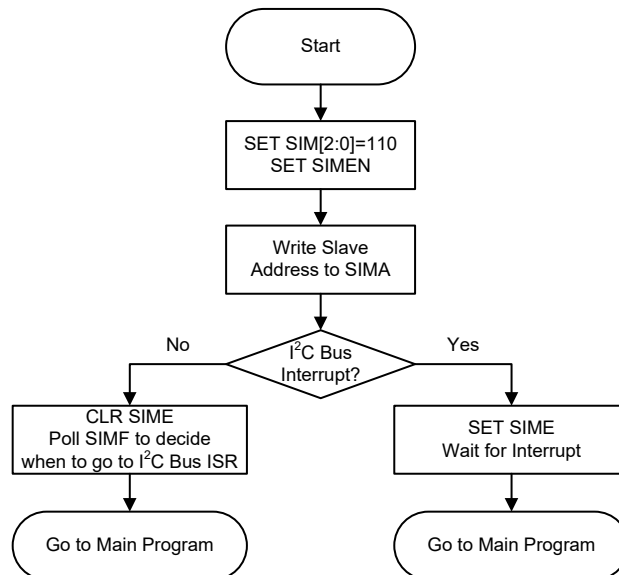 Start
SET SIM[2:0]=110
SET SIMEN
Write Slave
Address to SIMA
I²C Bus
Interrupt?
No
Yes
CLR SIME
Poll SIMF to decide
when to go to I²C Bus ISR
SET SIME
Wait for Interrupt
Go to Main Program
Go to Main Program